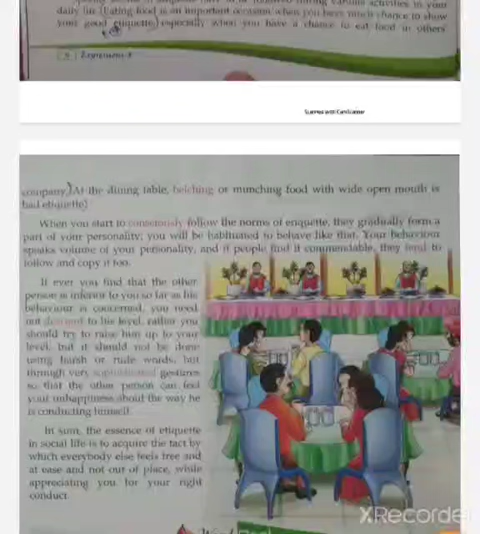 daily life. Eating food is an important occasion when you have much chance to show
your good etiquette, especially when you have a chance to eat food in others'
Scanned with CamScanner
company. At the dining table, belching or munching food with wide open mouth is
bad etiquette.
When you start to consciously follow the norms of etiquette, they gradually form a
part of your personality; you will be habituated to behave like that. Your behaviour
speaks volume of your personality, and if people find it commendable, they tend to
follow and copy it too.
If ever you find that the other
person is inferior to you so far as his
behaviour is concerned, you need
not descend to his level, rather you
should try to raise him up to your
level, but it should not be done
using harsh or rude words, but
through very sophisticated gestures
so that the other person can feel
your unhappiness about the way he
is conducting himself.
In sum, the essence of etiquette
in social life is to acquire the tact by
which everybody else feels free and
at ease and not out of place, while
appreciating you for your right
conduct.
XRecorder